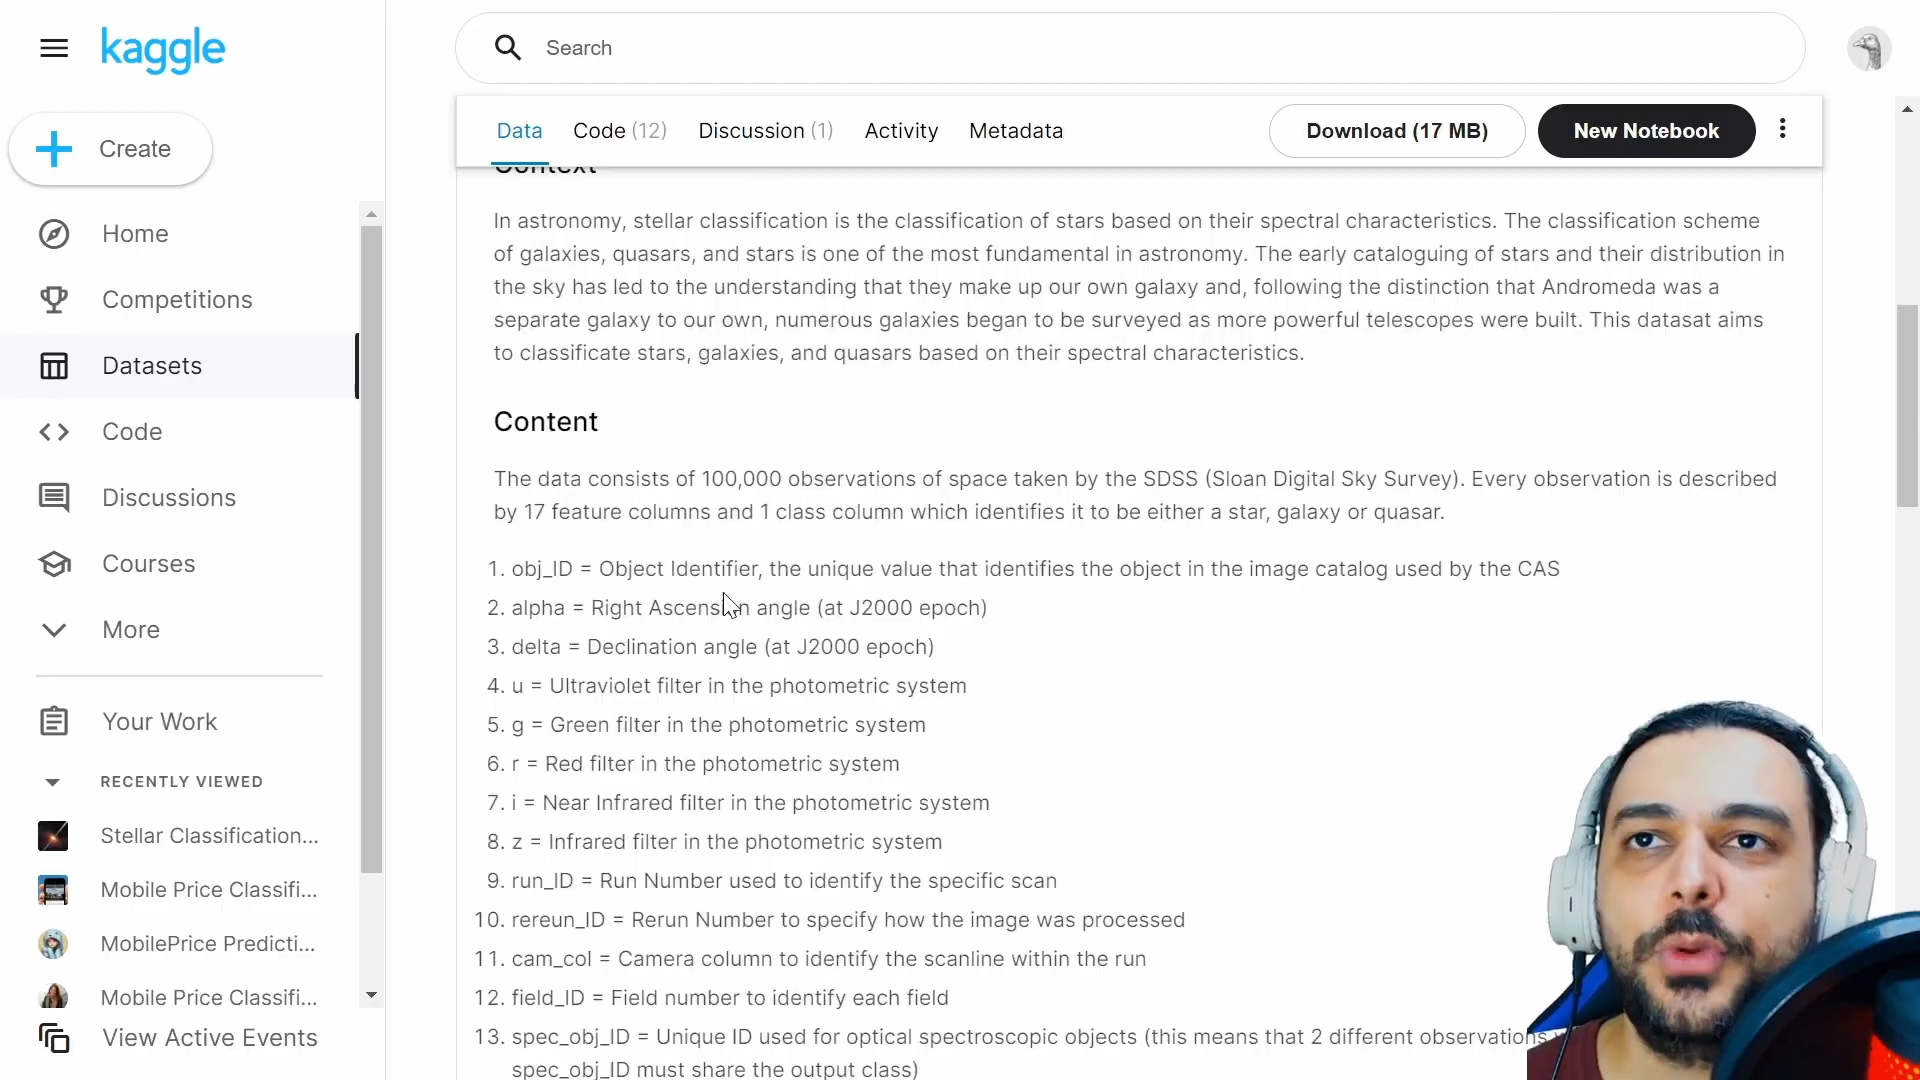 kaggle
Search
Create
Data
Code (12)
Discussion (1)
Activity
Metadata
Download (17 MB)
New Notebook
Context
Home
Competitions
Datasets
Code
Discussions
Courses
More
Your Work
RECENTLY VIEWED
Stellar Classification...
Mobile Price Classifi...
MobilePrice Predicti...
Mobile Price Classifi...
View Active Events
In astronomy, stellar classification is the classification of stars based on their spectral characteristics. The classification scheme
of galaxies, quasars, and stars is one of the most fundamental in astronomy. The early cataloguing of stars and their distribution in
the sky has led to the understanding that they make up our own galaxy and, following the distinction that Andromeda was a
separate galaxy to our own, numerous galaxies began to be surveyed as more powerful telescopes were built. This datasat aims
to classificate stars, galaxies, and quasars based on their spectral characteristics.
Content
The data consists of 100,000 observations of space taken by the SDSS (Sloan Digital Sky Survey). Every observation is described
by 17 feature columns and 1 class column which identifies it to be either a star, galaxy or quasar.
1. obj_ID = Object Identifier, the unique value that identifies the object in the image catalog used by the CAS
2. alpha = Right Ascension angle (at J2000 epoch)
3. delta = Declination angle (at J2000 epoch)
4. u = Ultraviolet filter in the photometric system
5. g = Green filter in the photometric system
6. r = Red filter in the photometric system
7. i = Near Infrared filter in the photometric system
8. z = Infrared filter in the photometric system
9. run_ID = Run Number used to identify the specific scan
10. rereun_ID = Rerun Number to specify how the image was processed
11. cam_col = Camera column to identify the scanline within the run
12. field_ID = Field number to identify each field
13. spec_obj_ID = Unique ID used for optical spectroscopic objects (this means that 2 different observations
spec_obj_ID must share the output class)